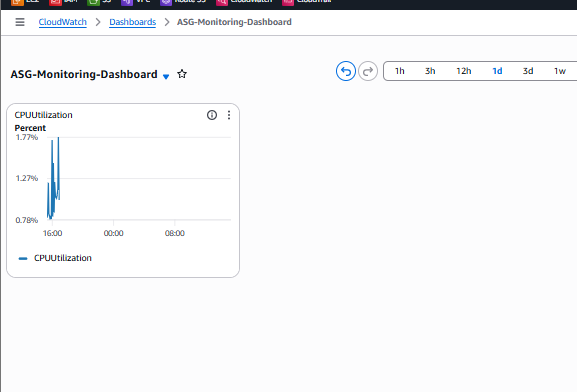 EC2 IAM S3 VPC Route 53 CloudWatch CloudTrail
CloudWatch > Dashboards > ASG-Monitoring-Dashboard
ASG-Monitoring-Dashboard
1h 3h 12h 1d 3d 1w
CPUUtilization
Percent
1.77%
1.27%
0.78%
16:00 00:00 08:00
CPUUtilization